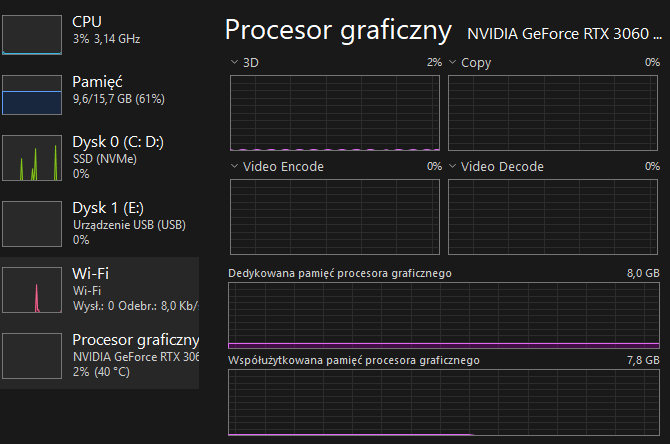 CPU
3% 3,14 GHz
Pamięć
9,6/15,7 GB (61%)
Dysk 0 (C: D:)
SSD (NVMe)
0%
Dysk 1 (E:)
Urządzenie USB (USB)
0%
Wi-Fi
Wi-Fi
Wysł.: 0 Odebr.: 8,0 Kb/s
Procesor graficzny
NVIDIA GeForce RTX 306
2% (40 °C)
Procesor graficzny NVIDIA GeForce RTX 3060 ...
3D 2%
Copy 0%
Video Encode 0%
Video Decode 0%
Dedykowana pamięć procesora graficznego 8,0 GB
Współużytkowana pamięć procesora graficznego 7,8 GB